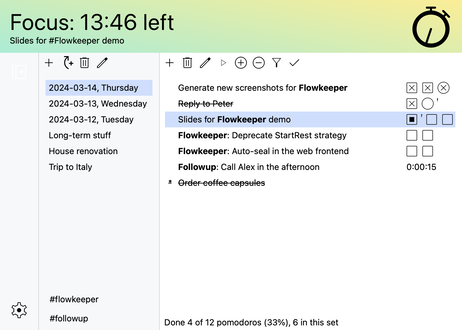 Focus: 13:46 left
Slides for #Flowkeeper demo
2024-03-14, Thursday
2024-03-13, Wednesday
2024-03-12, Tuesday
Long-term stuff
House renovation
Trip to Italy
#flowkeeper
#followup
Generate new screenshots for Flowkeeper
Reply to Peter
Slides for Flowkeeper demo
Flowkeeper: Deprecate StartRest strategy
Flowkeeper: Auto-seal in the web frontend
Followup: Call Alex in the afternoon 0:00:15
* Order coffee capsules
Done 4 of 12 pomodoros (33%), 6 in this set